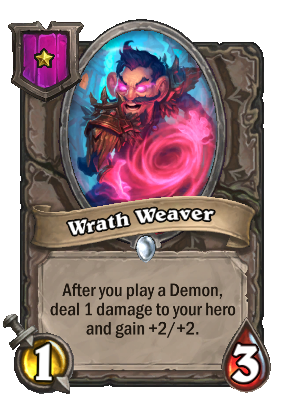 Wrath Weaver
After you play a Demon,
deal 1 damage to your hero
and gain +2/+2.
1
3